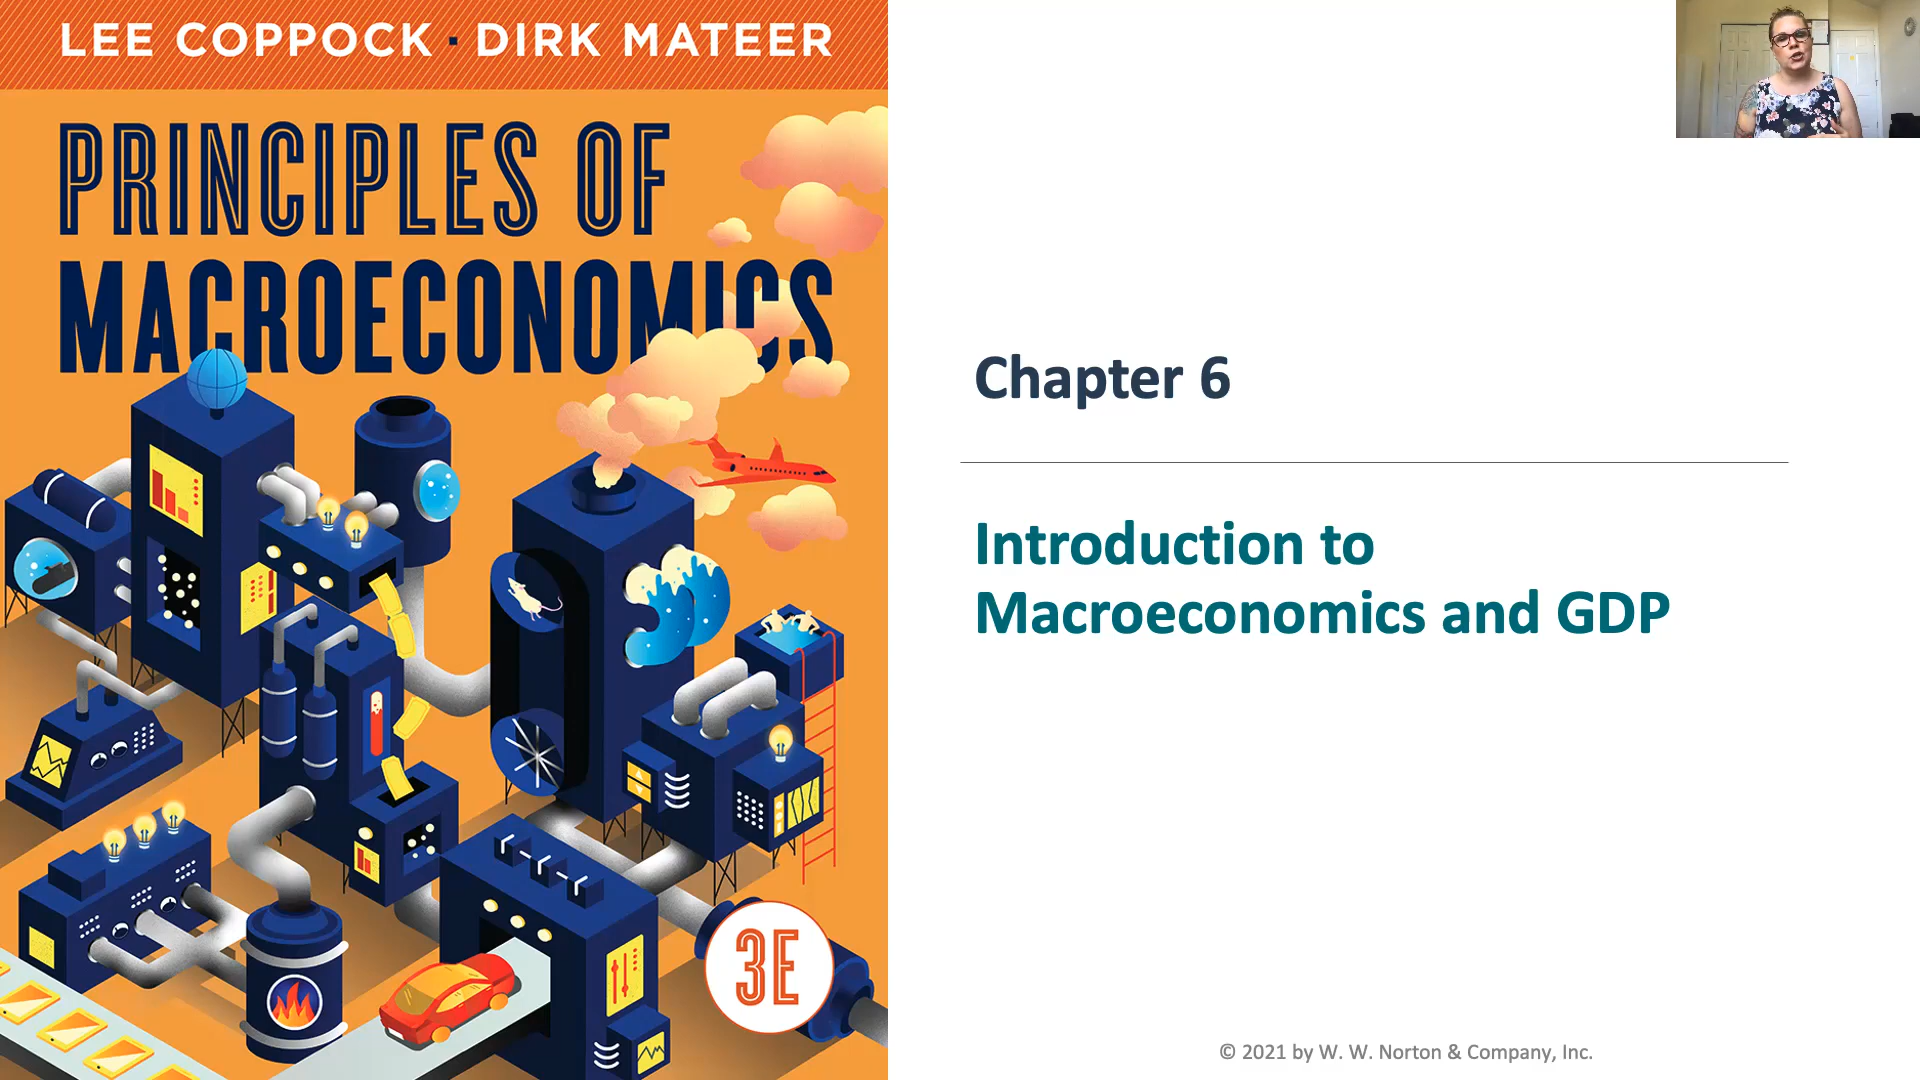 LEE COPPOCK · DIRK MATEER
PRINCIPLES OF
MACROECONOMICS
3E
Chapter 6
Introduction to
Macroeconomics and GDP
© 2021 by W. W. Norton & Company, Inc.